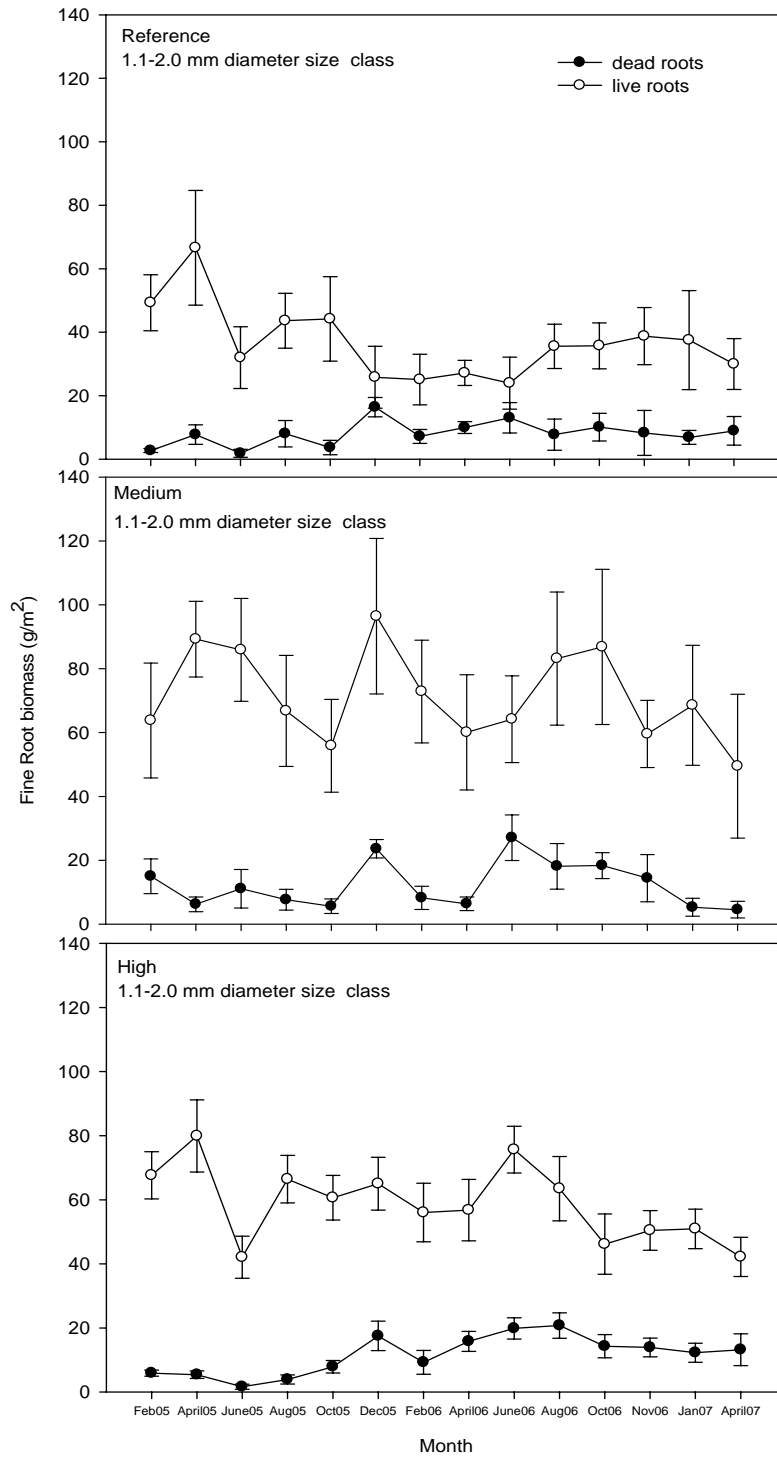 Reference
1.1-2.0 mm diameter size class
dead roots
live roots
140
120
100
80
60
40
20
0
Medium
1.1-2.0 mm diameter size class
140
120
100
80
60
40
20
0
Fine Root biomass (g/m²)
High
1.1-2.0 mm diameter size class
140
120
100
80
60
40
20
0
Feb05 April05 June05 Aug05 Oct05 Dec05 Feb06 April06 June06 Aug06 Oct06 Nov06 Jan07 April07
Month